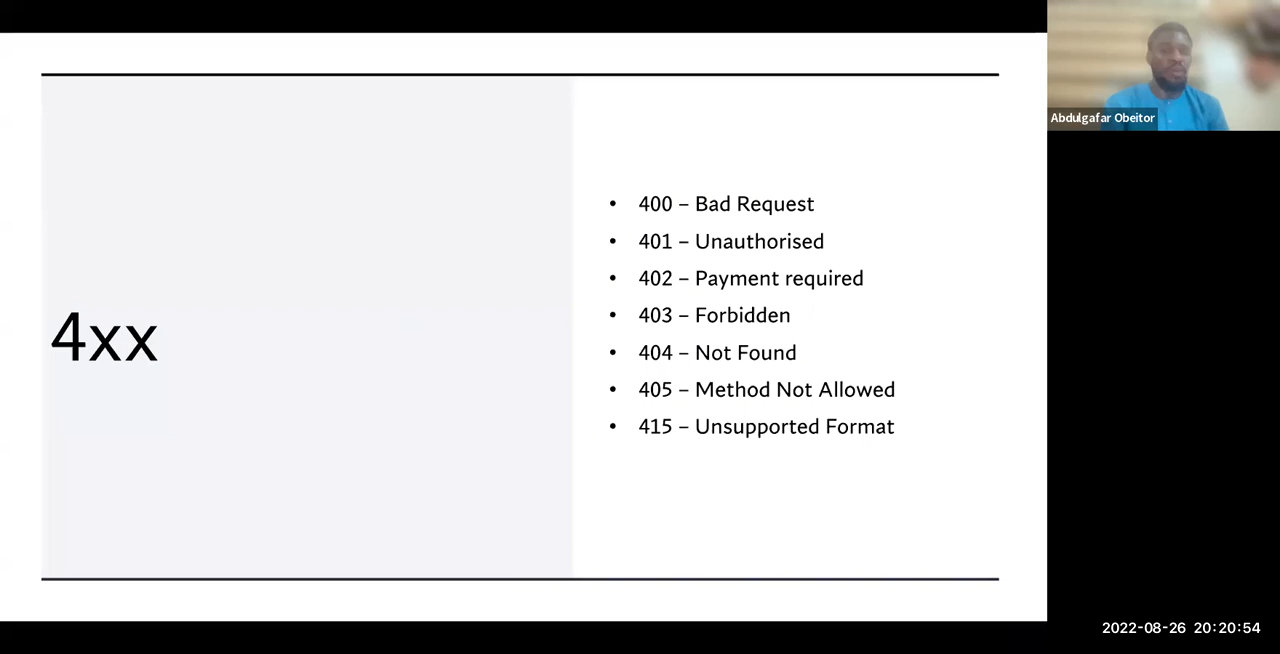 4xx
• 400 – Bad Request
• 401 – Unauthorised
• 402 – Payment required
• 403 – Forbidden
• 404 – Not Found
• 405 – Method Not Allowed
• 415 – Unsupported Format
Abdulgafar Obeitor
2022-08-26 20:20:54